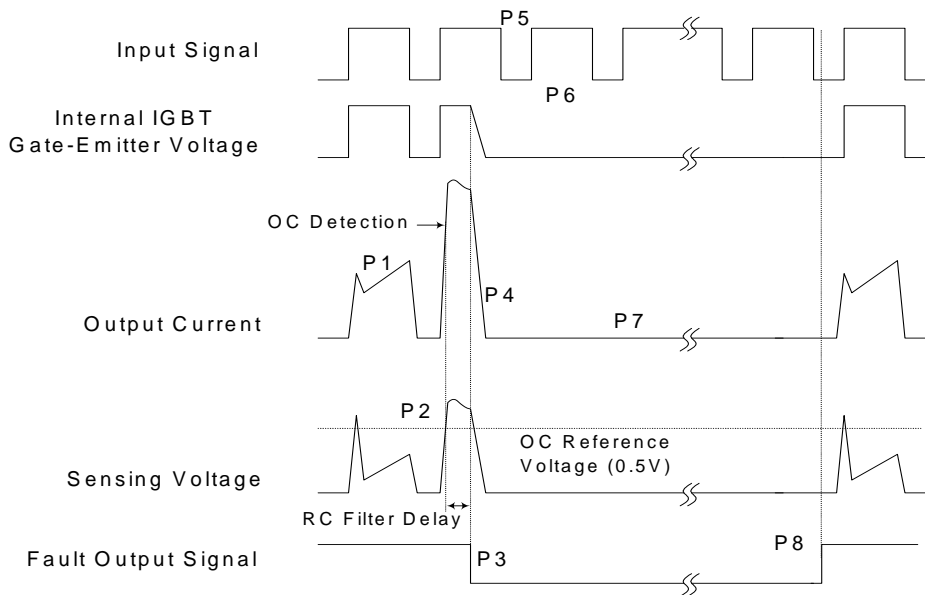 P5
Input Signal
P6
Internal IGBT
Gate-Emitter Voltage
OC Detection
P1
P4
Output Current
P7
P2
OC Reference
Voltage (0.5V)
Sensing Voltage
RC Filter Delay
Fault Output Signal
P3
P8